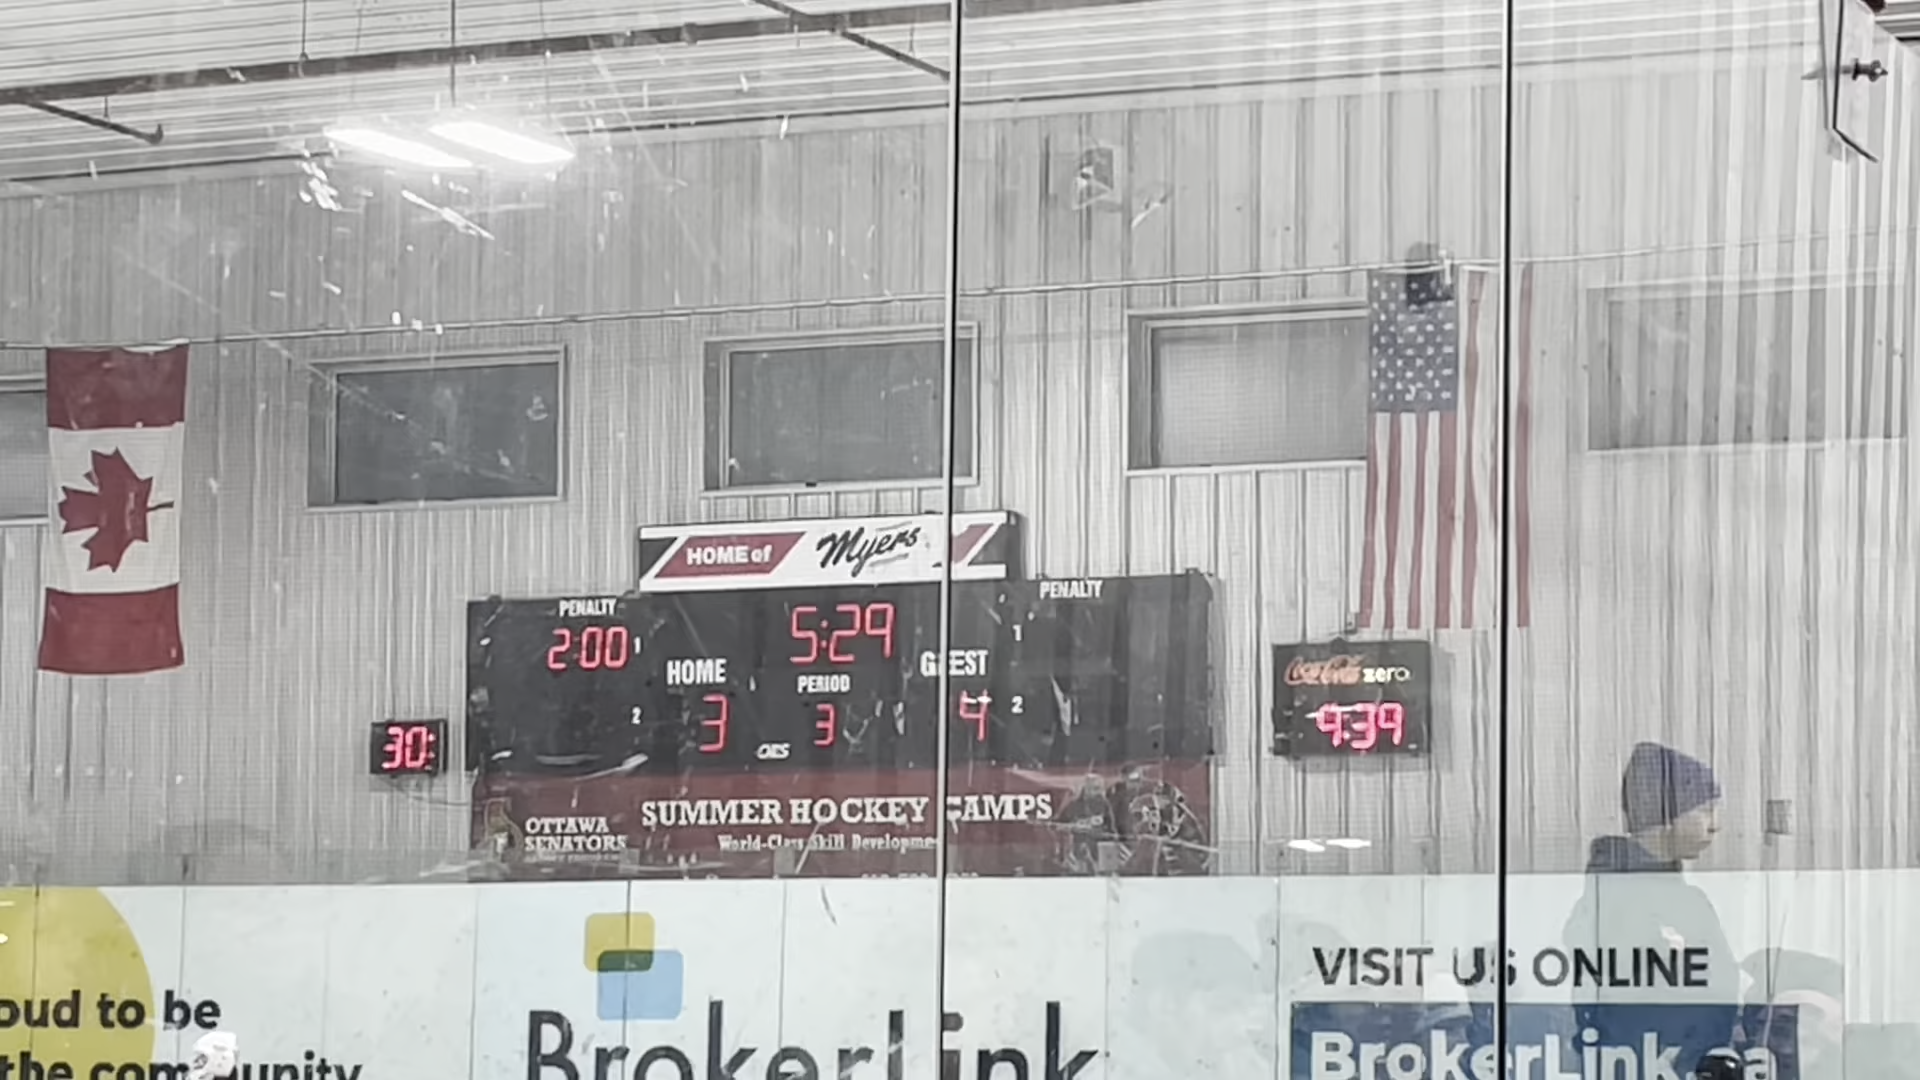 HOME of Myers
PENALTY
2:00 1
2
5:29
HOME
PERIOD
GUEST
3
3
4
OES
PENALTY
1
2
30:
Coca-Cola zero
9:39
OTTAWA
SENATORS
SUMMER HOCKEY CAMPS
World-Class Skill Development
oud to be
the community
BrokerLink
VISIT US ONLINE
BrokerLink.ca